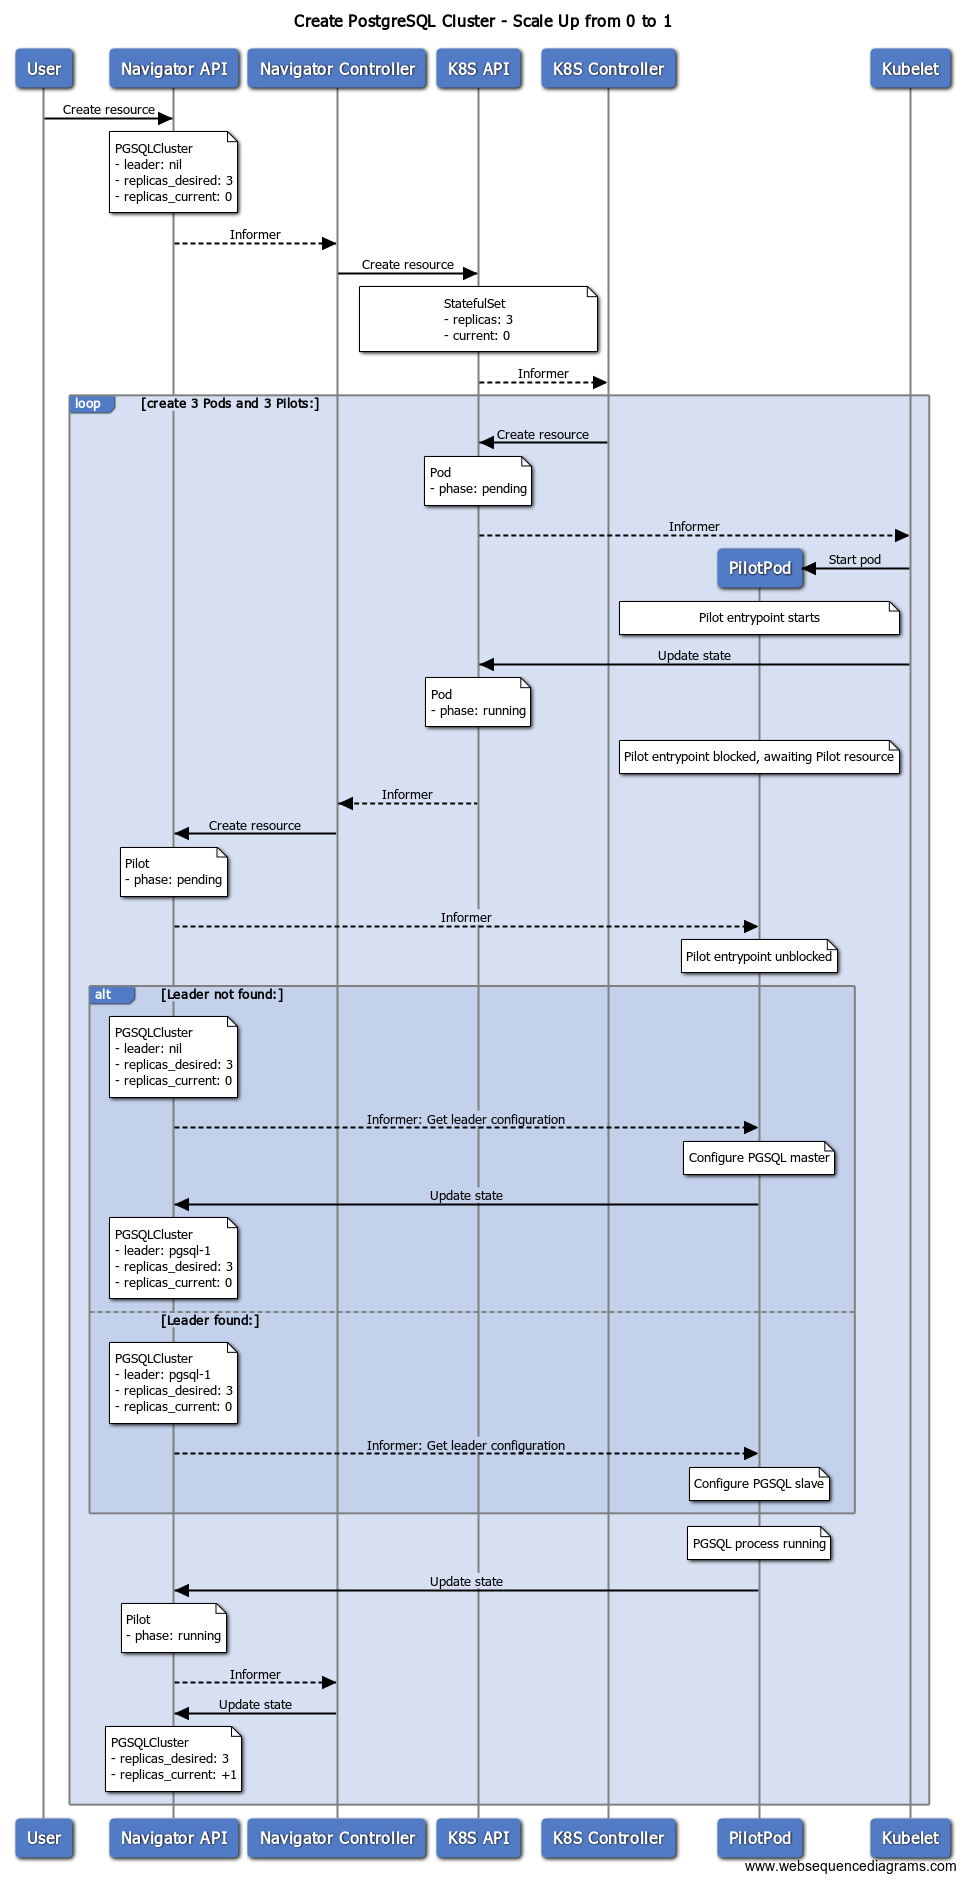 Create PostgreSQL Cluster - Scale Up from 0 to 1
User
Navigator API
Navigator Controller
K8S API
K8S Controller
Kubelet
Create resource
PGSQLCluster
- leader: nil
- replicas_desired: 3
- replicas_current: 0
Informer
Create resource
StatefulSet
- replicas: 3
- current: 0
Informer
loop
[create 3 Pods and 3 Pilots:]
Create resource
Pod
- phase: pending
Informer
PilotPod
Start pod
Pilot entrypoint starts
Update state
Pod
- phase: running
Pilot entrypoint blocked, awaiting Pilot resource
Informer
Create resource
Pilot
- phase: pending
Informer
Pilot entrypoint unblocked
alt
[Leader not found:]
PGSQLCluster
- leader: nil
- replicas_desired: 3
- replicas_current: 0
Informer: Get leader configuration
Configure PGSQL master
Update state
PGSQLCluster
- leader: pgsql-1
- replicas_desired: 3
- replicas_current: 0
[Leader found:]
PGSQLCluster
- leader: pgsql-1
- replicas_desired: 3
- replicas_current: 0
Informer: Get leader configuration
Configure PGSQL slave
PGSQL process running
Update state
Pilot
- phase: running
Informer
Update state
PGSQLCluster
- replicas_desired: 3
- replicas_current: +1
User
Navigator API
Navigator Controller
K8S API
K8S Controller
PilotPod
Kubelet
www.websequencediagrams.com